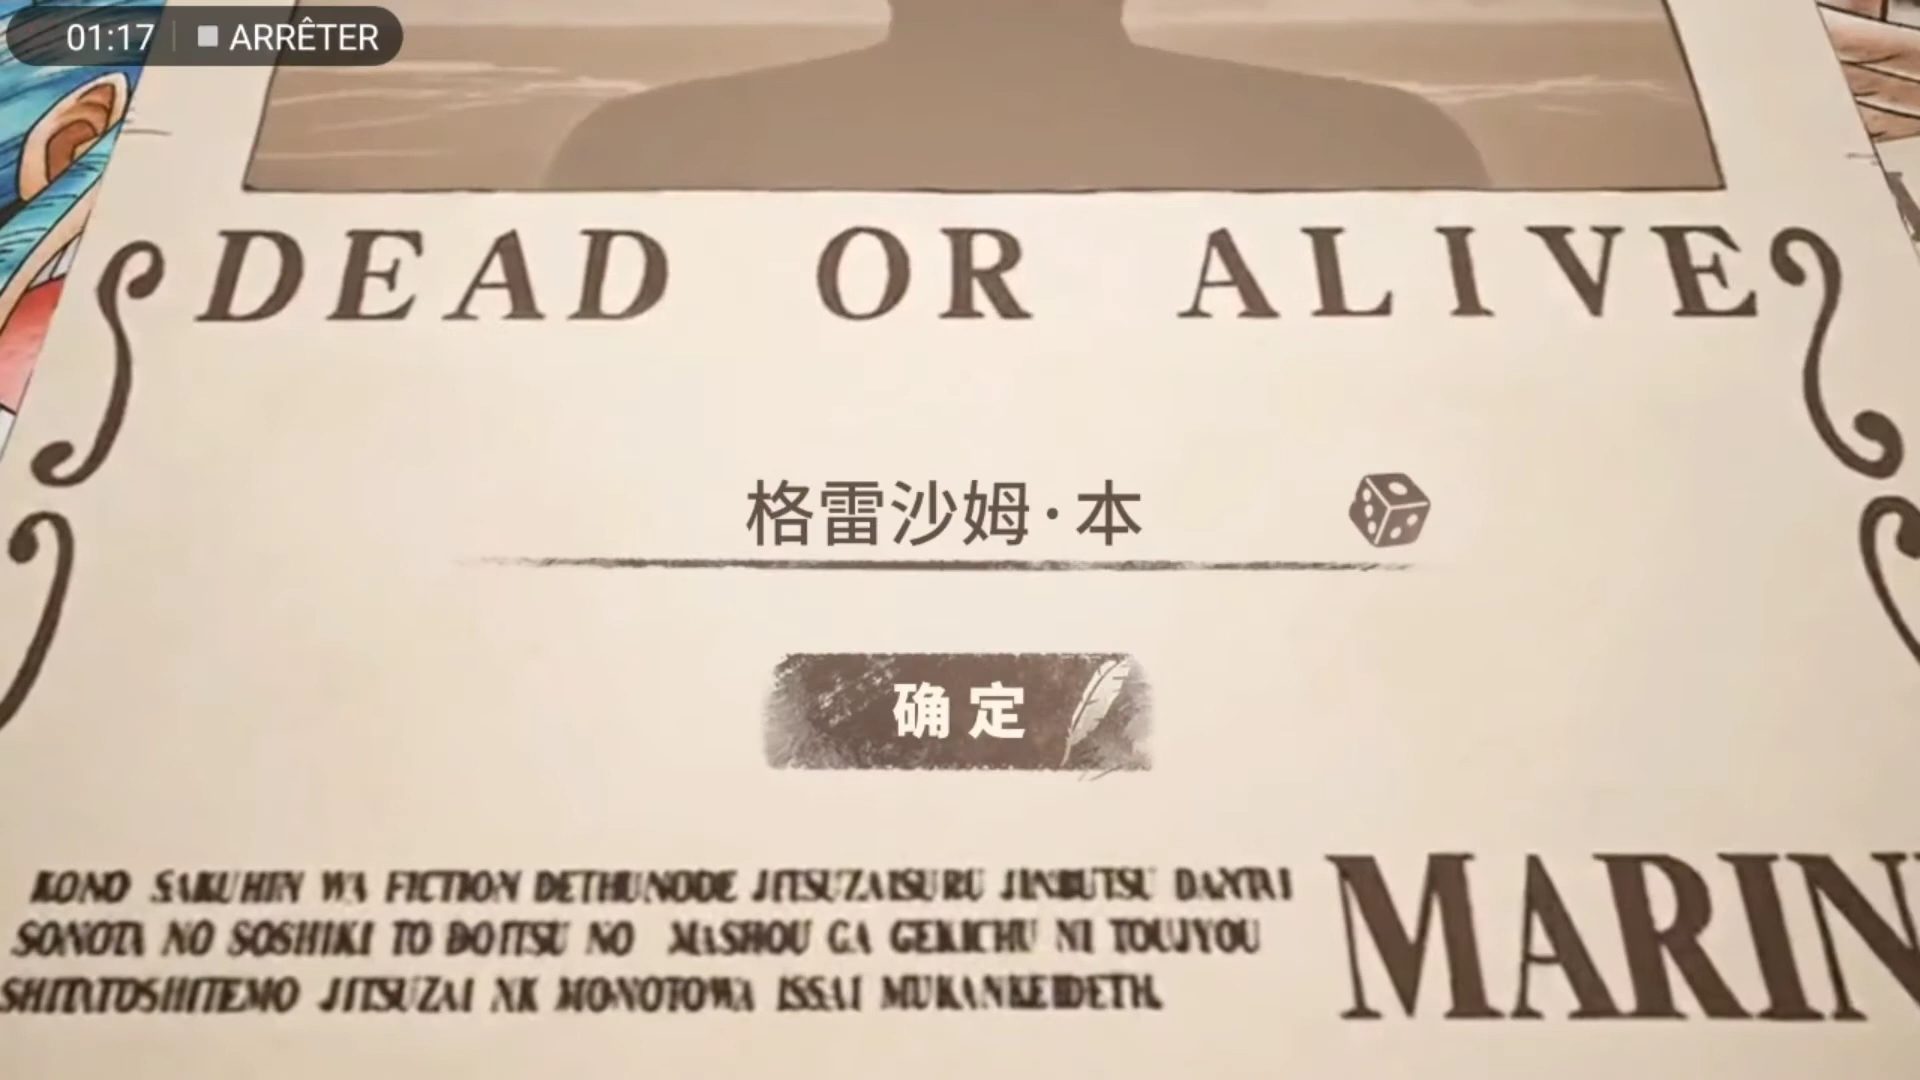 01:17 ARRÊTER
DEAD OR ALIVE
格雷沙姆·本
确定
KONO SAKUHIN WA FICTION DETHUNODE JITSUZAISURU JINBUTSU DANTAI
SONOTA NO SOSHIKI TO DOITSU NO MASHOU GA GEKICHU NI TOUJYOU
SHITATOSHITEMO JITSUZAI NK MONOTOWA ISSAI MUKANKEIDETH.
MARIN